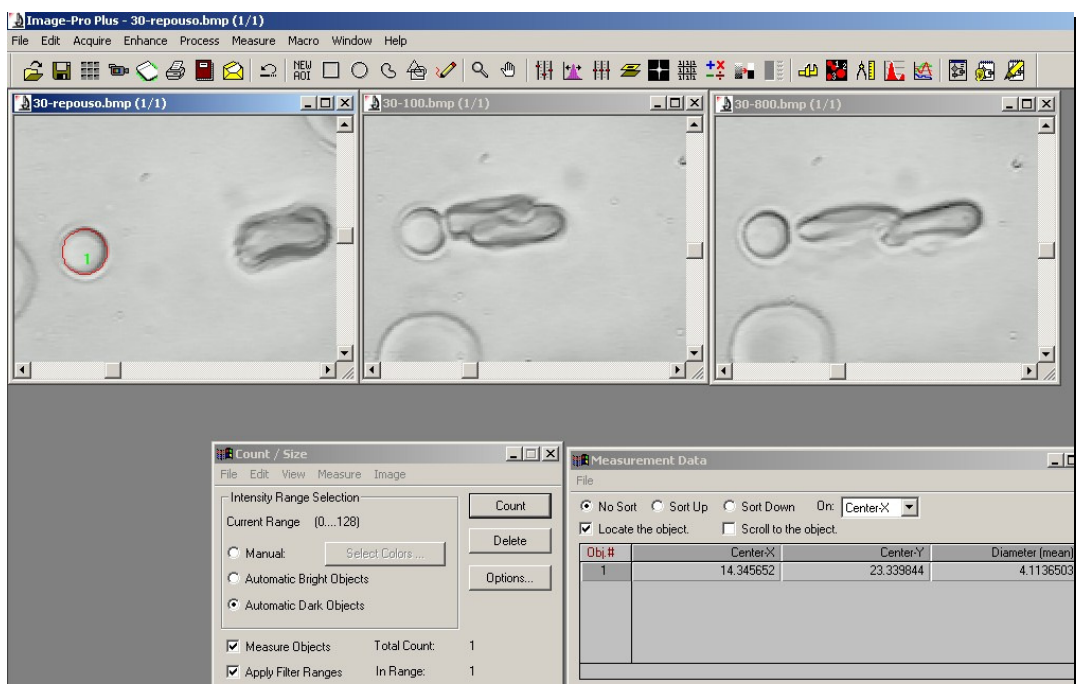 Image-Pro Plus - 30-repouso.bmp (1/1)
File Edit Acquire Enhance Process Measure Macro Window Help
NEW
AOI
30-repouso.bmp (1/1)
30-100.bmp (1/1)
30-800.bmp (1/1)
1
Count / Size
File Edit View Measure Image
Intensity Range Selection
Current Range (0....128)
Manual:
Select Colors ...
Automatic Bright Objects
Automatic Dark Objects
Measure Objects Total Count: 1
Apply Filter Ranges In Range: 1
Count
Delete
Options...
Measurement Data
File
No Sort Sort Up Sort Down On: Center-X
Locate the object. Scroll to the object.
Obj.# Center-X Center-Y Diameter (mean)
1 14.345652 23.339844 4.1136503